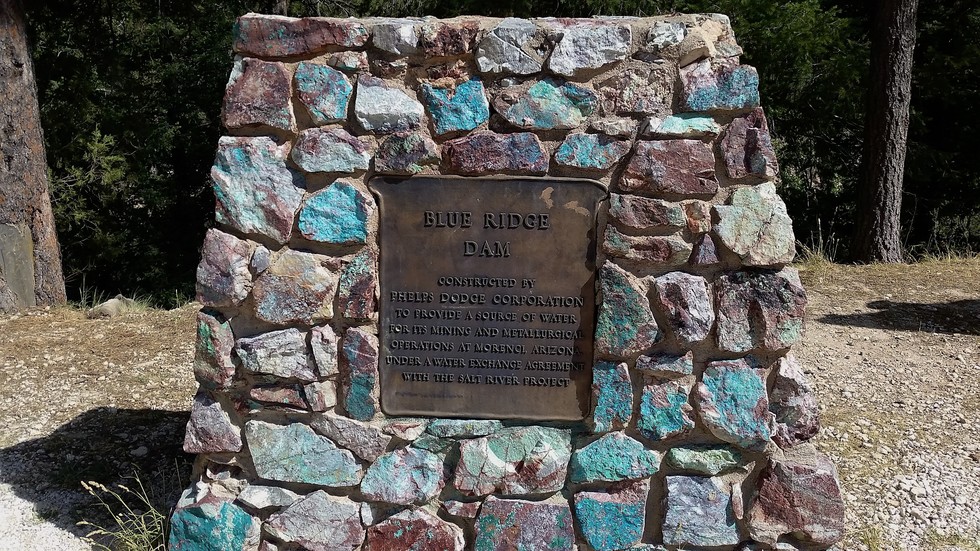 BLUE RIDGE
DAM
CONSTRUCTED BY
PHELPS DODGE CORPORATION
TO PROVIDE A SOURCE OF WATER
FOR ITS MINING AND METALLURGICAL
OPERATIONS AT MORENCI, ARIZONA
UNDER A WATER EXCHANGE AGREEMENT
WITH THE SALT RIVER PROJECT